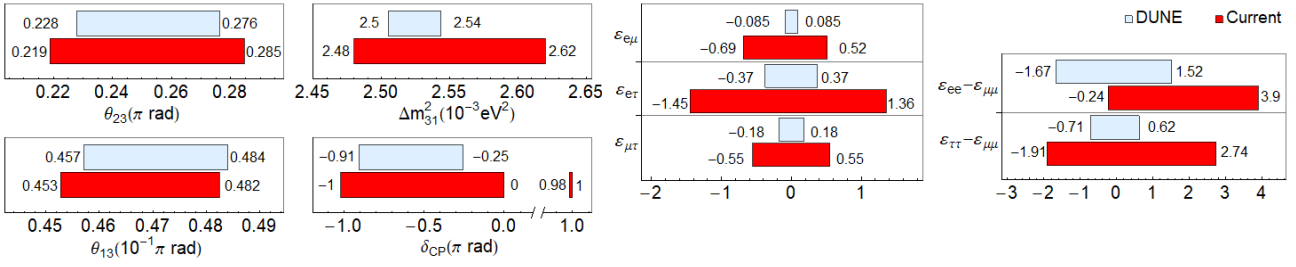 DUNE Current
0.228 0.276
0.219 0.285
0.22 0.24 0.26 0.28
θ23(π rad)
2.5 2.54
2.48 2.62
2.45 2.50 2.55 2.60 2.65
Δm²31(10⁻³eV²)
0.457 0.484
0.453 0.482
0.45 0.46 0.47 0.48 0.49
θ13(10⁻¹π rad)
−0.91 −0.25
−1 0 0.98 1
−1.0 −0.5 0.0 1.0
δCP(π rad)
εeμ −0.085 0.085
−0.69 0.52
εeτ −0.37 0.37
−1.45 1.36
εμτ −0.18 0.18
−0.55 0.55
−2 −1 0 1 2
εee−εμμ −1.67 1.52
−0.24 3.9
εττ−εμμ −0.71 0.62
−1.91 2.74
−3 −2 −1 0 1 2 3 4